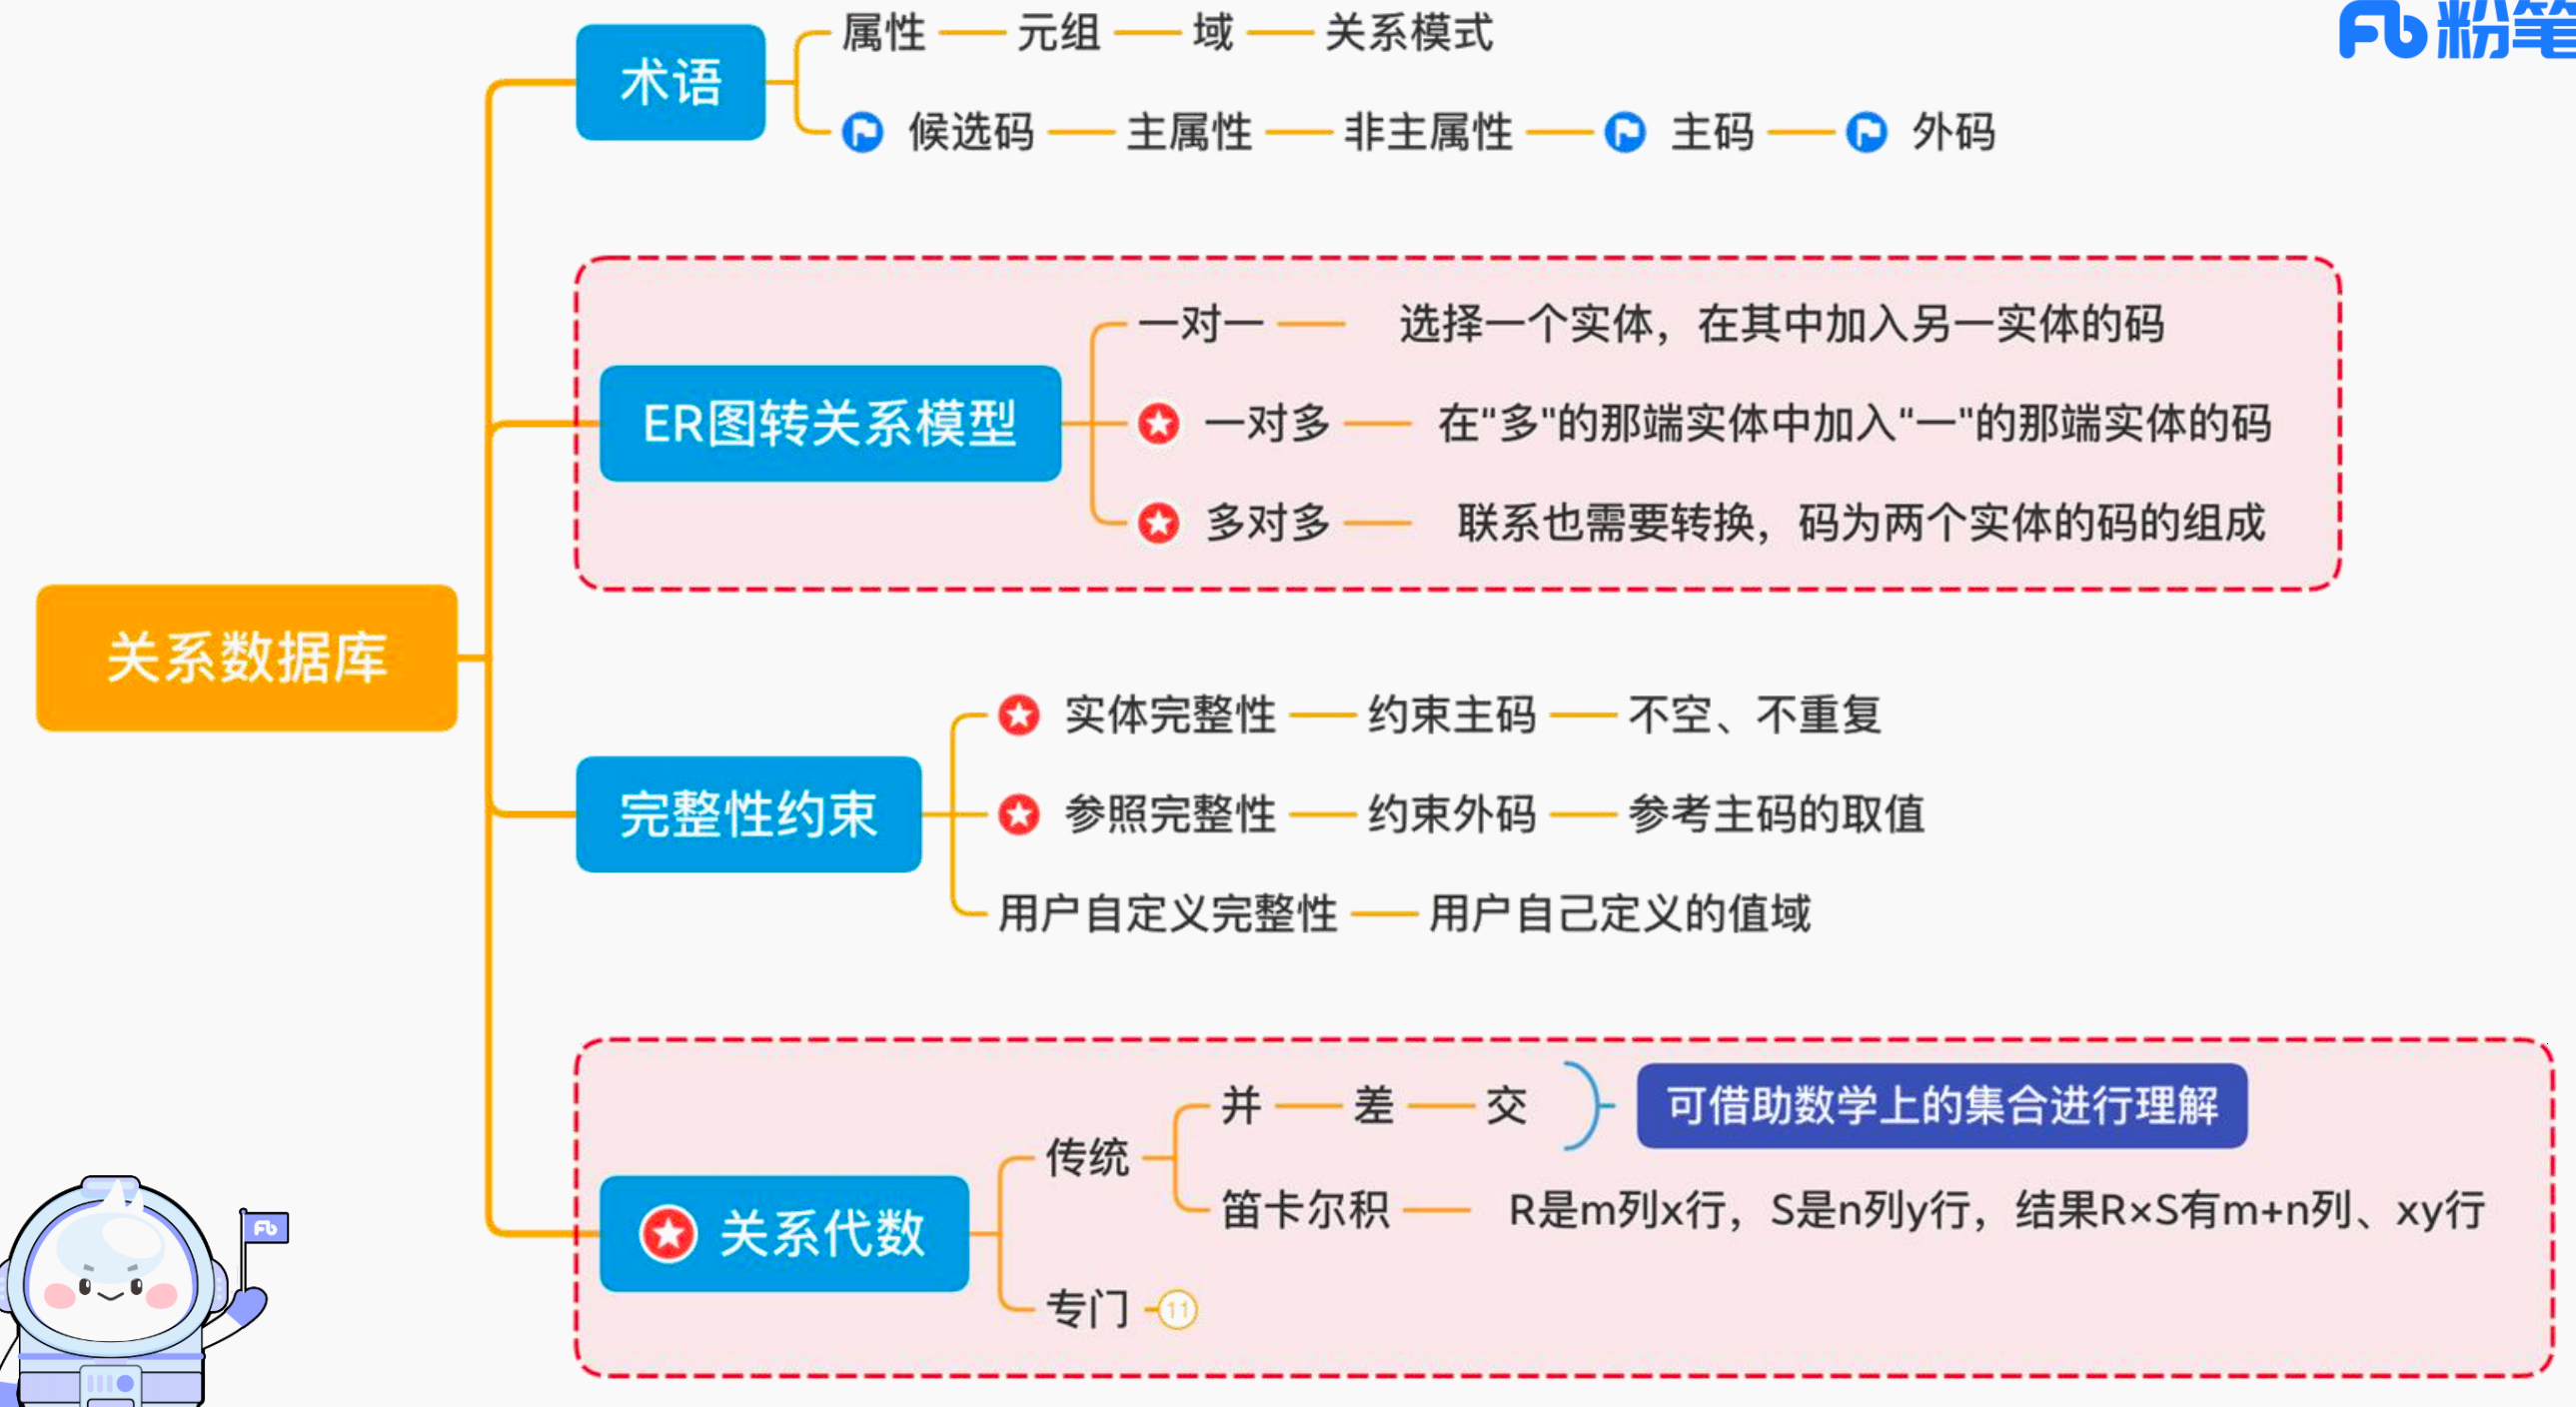 粉笔
术语
属性
元组
域
关系模式
候选码
主属性
非主属性
主码
外码
ER图转关系模型
一对一
选择一个实体，在其中加入另一实体的码
一对多
在"多"的那端实体中加入"一"的那端实体的码
多对多
联系也需要转换，码为两个实体的码的组成
关系数据库
完整性约束
实体完整性
约束主码
不空、不重复
参照完整性
约束外码
参考主码的取值
用户自定义完整性
用户自己定义的值域
关系代数
传统
并
差
交
可借助数学上的集合进行理解
笛卡尔积
R是m列x行，S是n列y行，结果R×S有m+n列、xy行
专门
11
Fb